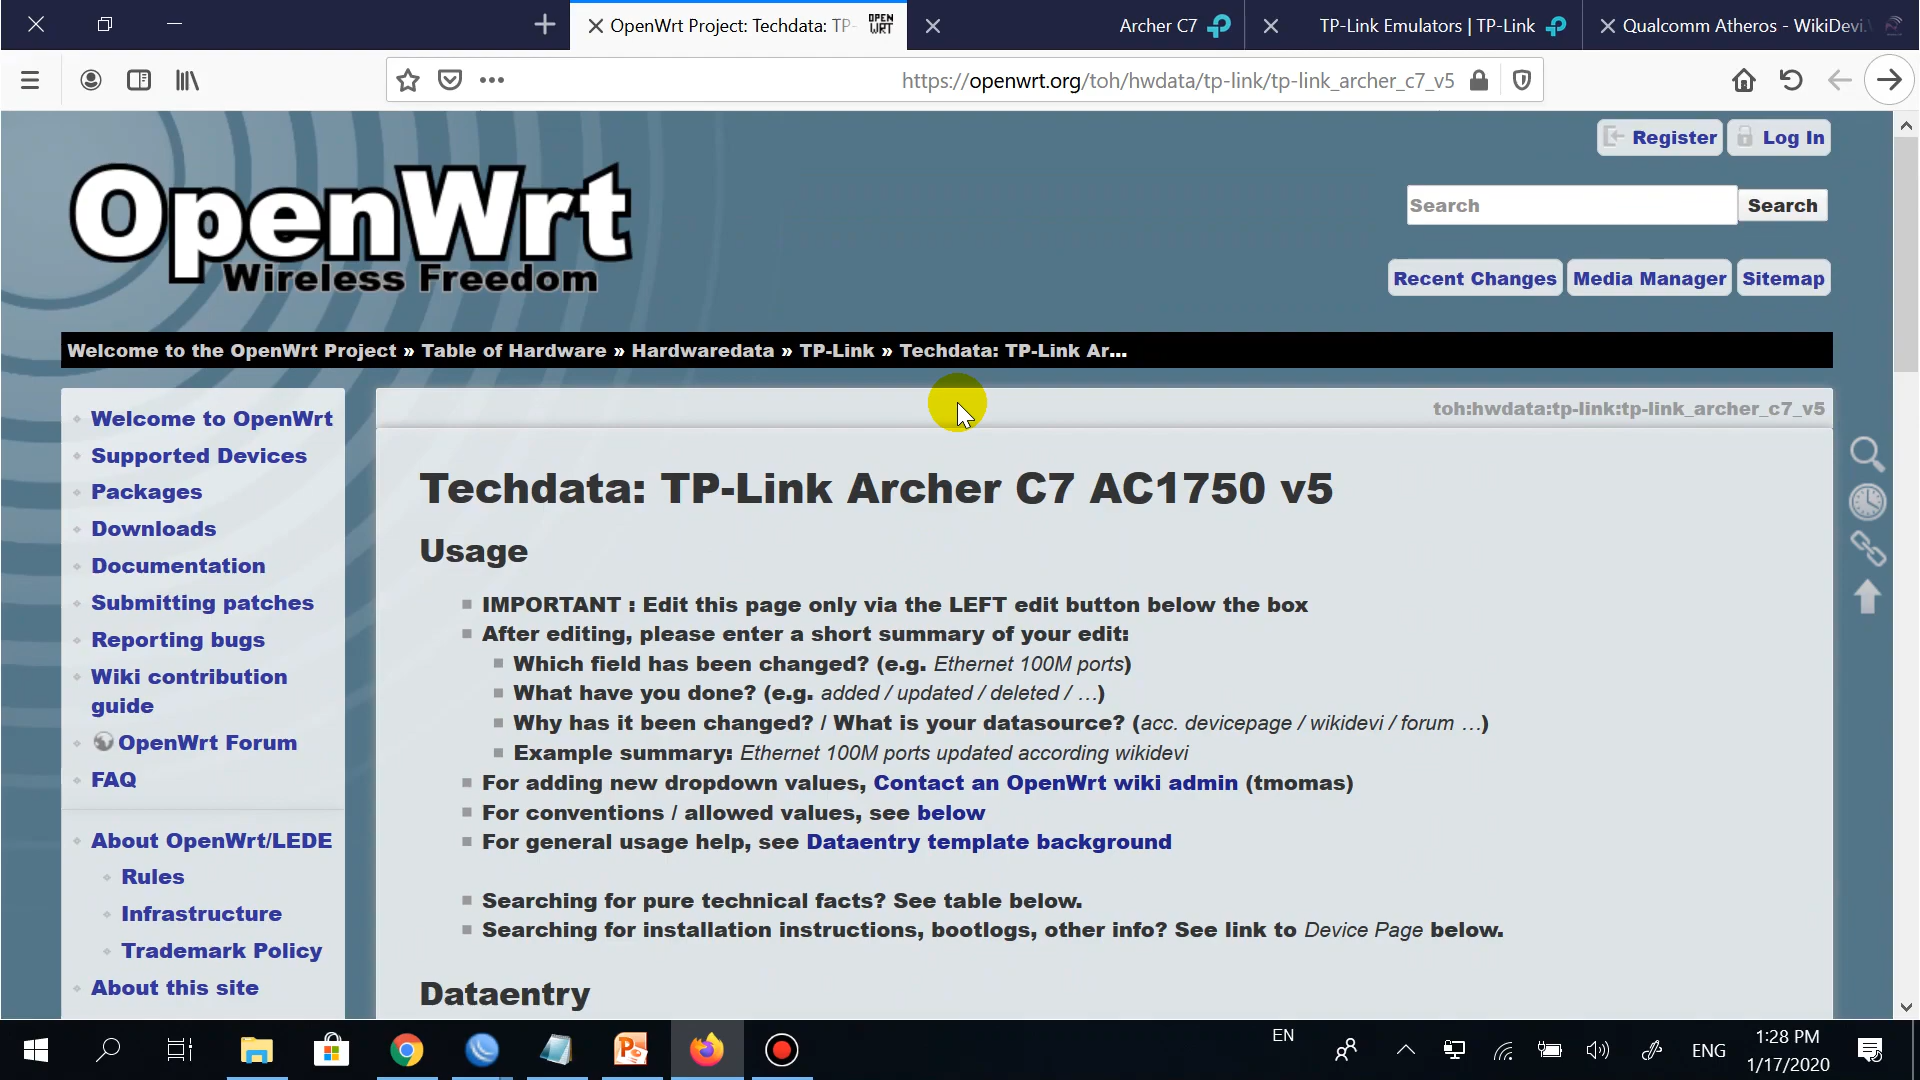 OpenWrt Project: Techdata: TP-
OPEN
WRT
Archer C7
TP-Link Emulators | TP-Link
Qualcomm Atheros - WikiDevi.
https://openwrt.org/toh/hwdata/tp-link/tp-link_archer_c7_v5
Register
Log In
OpenWrt
Wireless Freedom
Search
Search
Recent Changes
Media Manager
Sitemap
Welcome to the OpenWrt Project » Table of Hardware » Hardwaredata » TP-Link » Techdata: TP-Link Ar...
toh:hwdata:tp-link:tp-link_archer_c7_v5
Welcome to OpenWrt
Supported Devices
Packages
Downloads
Documentation
Submitting patches
Reporting bugs
Wiki contribution
guide
OpenWrt Forum
FAQ
About OpenWrt/LEDE
Rules
Infrastructure
Trademark Policy
About this site
Techdata: TP-Link Archer C7 AC1750 v5
Usage
IMPORTANT : Edit this page only via the LEFT edit button below the box
After editing, please enter a short summary of your edit:
Which field has been changed? (e.g. Ethernet 100M ports)
What have you done? (e.g. added / updated / deleted / …)
Why has it been changed? / What is your datasource? (acc. devicepage / wikidevi / forum …)
Example summary: Ethernet 100M ports updated according wikidevi
For adding new dropdown values, Contact an OpenWrt wiki admin (tmomas)
For conventions / allowed values, see below
For general usage help, see Dataentry template background
Searching for pure technical facts? See table below.
Searching for installation instructions, bootlogs, other info? See link to Device Page below.
Dataentry
EN
ENG
1:28 PM
1/17/2020